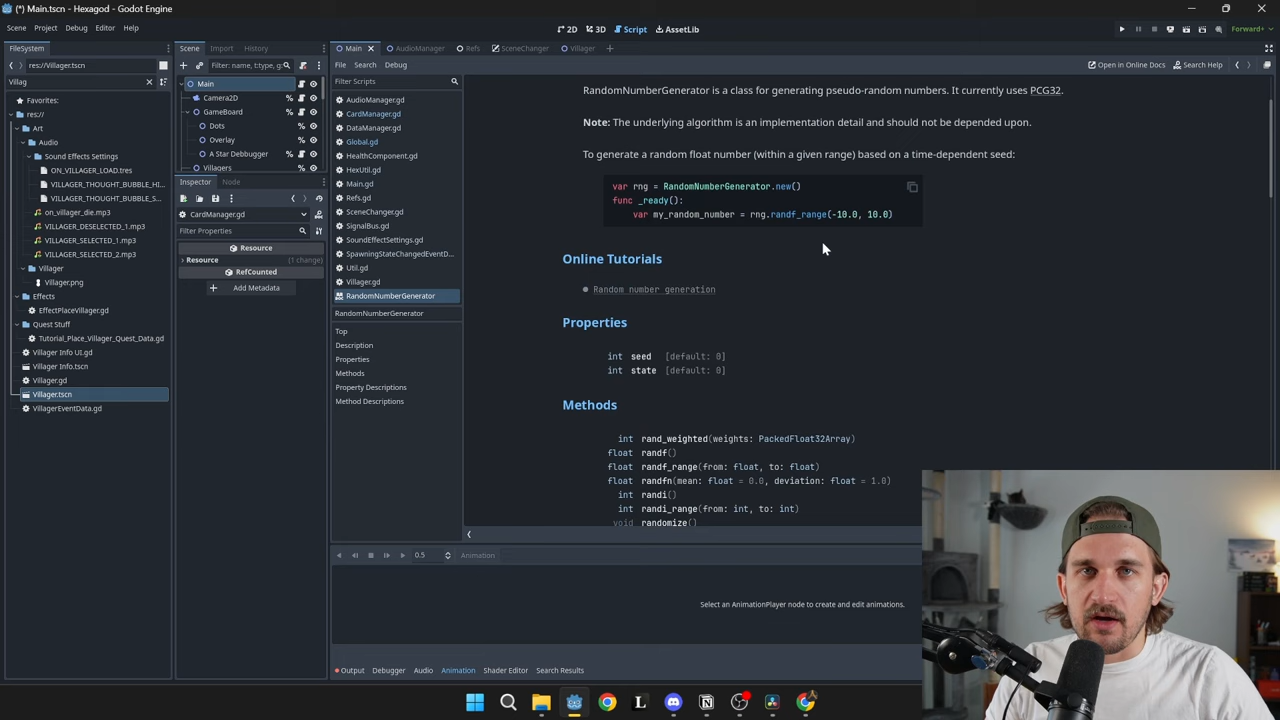 (*) Main.tscn - Hexagod - Godot Engine
Scene Project Debug Editor Help
2D 3D Script AssetLib
Forward+
FileSystem
Scene Import History
Main AudioManager Refs SceneChanger Villager
res://Villager.tscn
Filter: name, t:type, g:
File Search Debug
Open in Online Docs Search Help
Villag
Main
Filter Scripts
Favorites:
res://
Art
Audio
Sound Effects Settings
ON_VILLAGER_LOAD.tres
VILLAGER_THOUGHT_BUBBLE_HI...
VILLAGER_THOUGHT_BUBBLE_S...
on_villager_die.mp3
VILLAGER_DESELECTED_1.mp3
VILLAGER_SELECTED_1.mp3
VILLAGER_SELECTED_2.mp3
Villager
Villager.png
Effects
EffectPlaceVillager.gd
Quest Stuff
Tutorial_Place_Villager_Quest_Data.gd
Villager Info UI.gd
Villager Info.tscn
Villager.gd
Villager.tscn
VillagerEventData.gd
Camera2D
GameBoard
Dots
Overlay
A Star Debbugger
Villagers
Inspector Node
CardManager.gd
Filter Properties
Resource
Resource (1 change)
RefCounted
Add Metadata
AudioManager.gd
CardManager.gd
DataManager.gd
Global.gd
HealthComponent.gd
HexUtil.gd
Main.gd
Refs.gd
SceneChanger.gd
SignalBus.gd
SoundEffectSettings.gd
SpawningStateChangedEventD...
Util.gd
Villager.gd
RandomNumberGenerator
RandomNumberGenerator
Top
Description
Properties
Methods
Property Descriptions
Method Descriptions
RandomNumberGenerator is a class for generating pseudo-random numbers. It currently uses PCG32.
Note: The underlying algorithm is an implementation detail and should not be depended upon.
To generate a random float number (within a given range) based on a time-dependent seed:
var rng = RandomNumberGenerator.new()
func _ready():
var my_random_number = rng.randf_range(-10.0, 10.0)
Online Tutorials
Random number generation
Properties
int seed [default: 0]
int state [default: 0]
Methods
int rand_weighted(weights: PackedFloat32Array)
float randf()
float randf_range(from: float, to: float)
float randfn(mean: float = 0.0, deviation: float = 1.0)
int randi()
int randi_range(from: int, to: int)
void randomize()
0.5 Animation
Select an AnimationPlayer node to create and edit animations.
Output Debugger Audio Animation Shader Editor Search Results